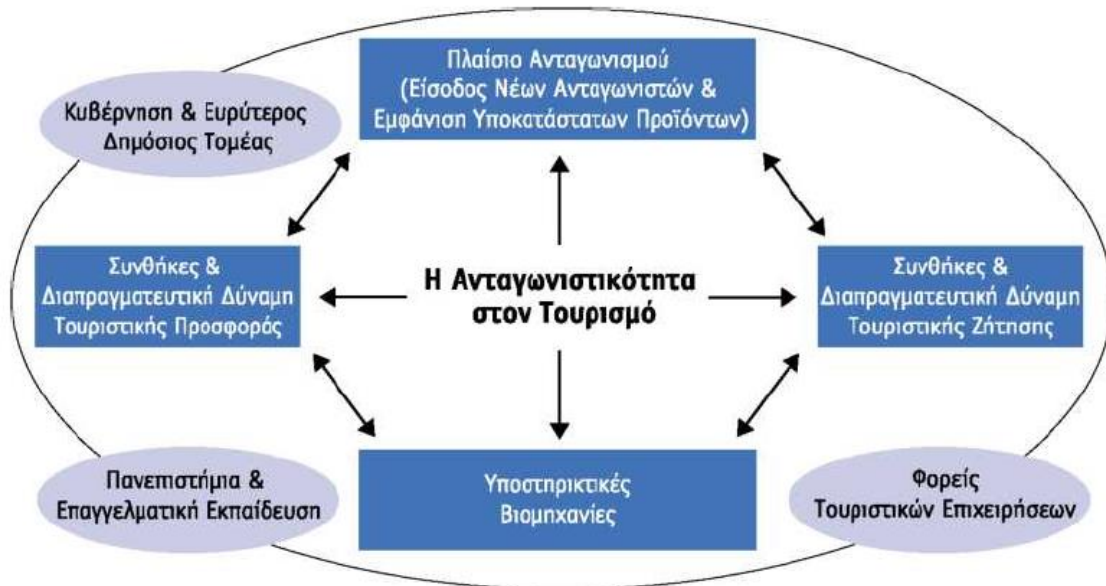 Πλαίσιο Ανταγωνισμού
(Είσοδος Νέων Ανταγωνιστών &
Εμφάνιση Υποκατάστατων Προϊόντων)
Κυβέρνηση & Ευρύτερος
Δημόσιος Τομέας
Συνθήκες &
Διαπραγματευτική Δύναμη
Τουριστικής Προσφοράς
Η Ανταγωνιστικότητα
στον Τουρισμό
Συνθήκες &
Διαπραγματευτική Δύναμη
Τουριστικής Ζήτησης
Πανεπιστήμια &
Επαγγελματική Εκπαίδευση
Υποστηρικτικές
Βιομηχανίες
Φορείς
Τουριστικών Επιχειρήσεων